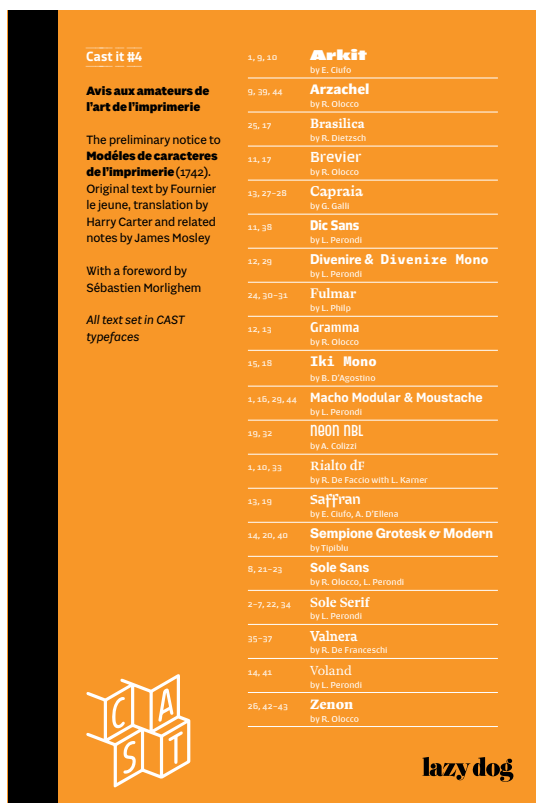 Cast it #4
Avis aux amateurs de
l’art de l’imprimerie
The preliminary notice to
Modéles de caracteres
de l’imprimerie (1742).
Original text by Fournier
le jeune, translation by
Harry Carter and related
notes by James Mosley
With a foreword by
Sébastien Morlighem
All text set in CAST
typefaces
1, 9, 10 Arkit
by E. Ciufo
9, 39, 44 Arzachel
by R. Olocco
25, 17 Brasilica
by R. Dietzsch
11, 17 Brevier
by R. Olocco
13, 27–28 Capraia
by G. Galli
11, 38 Dic Sans
by L. Perondi
12, 29 Divenire & Divenire Mono
by L. Perondi
24, 30–31 Fulmar
by L. Philp
12, 13 Gramma
by R. Olocco
15, 18 Iki Mono
by B. D’Agostino
1, 16, 29, 44 Macho Modular & Moustache
by L. Perondi
19, 32 neon nbl
by A. Colizzi
1, 10, 33 Rialto dF
by R. De Faccio with L. Karner
13, 19 Saffran
by E. Ciufo, A. D’Ellena
14, 20, 40 Sempione Grotesk & Modern
by Tipiblu
8, 21–23 Sole Sans
by R. Olocco, L. Perondi
2–7, 22, 34 Sole Serif
by L. Perondi
35–37 Valnera
by R. De Franceschi
14, 41 Voland
by L. Perondi
26, 42–43 Zenon
by R. Olocco
CA
ST
lazy dog